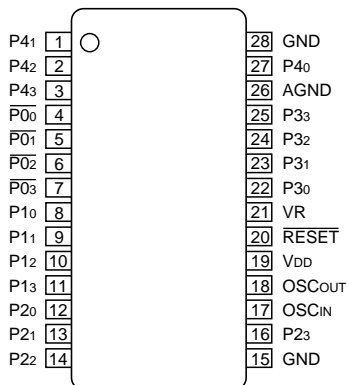 P41 1 28 GND
P42 2 27 P40
P43 3 26 AGND
P00 4 25 P33
P01 5 24 P32
P02 6 23 P31
P03 7 22 P30
P10 8 21 VR
P11 9 20 RESET
P12 10 19 VDD
P13 11 18 OSCOUT
P20 12 17 OSCIN
P21 13 16 P23
P22 14 15 GND